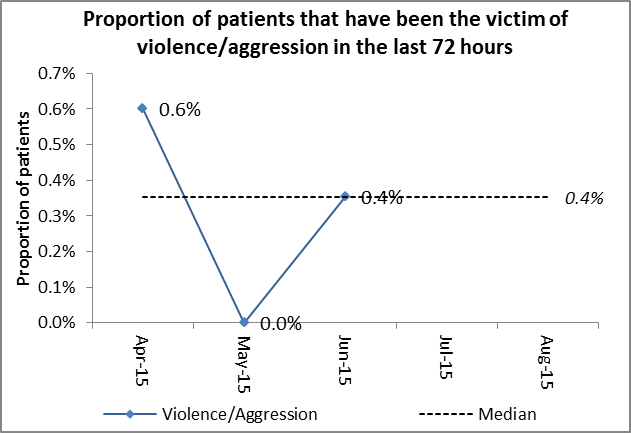 Proportion of patients that have been the victim of
violence/aggression in the last 72 hours
0.7%
0.6%
0.5%
0.4%
0.3%
0.2%
0.1%
0.0%
Proportion of patients
0.6%
0.0%
0.4%
0.4%
Apr-15
May-15
Jun-15
Jul-15
Aug-15
Violence/Aggression
Median